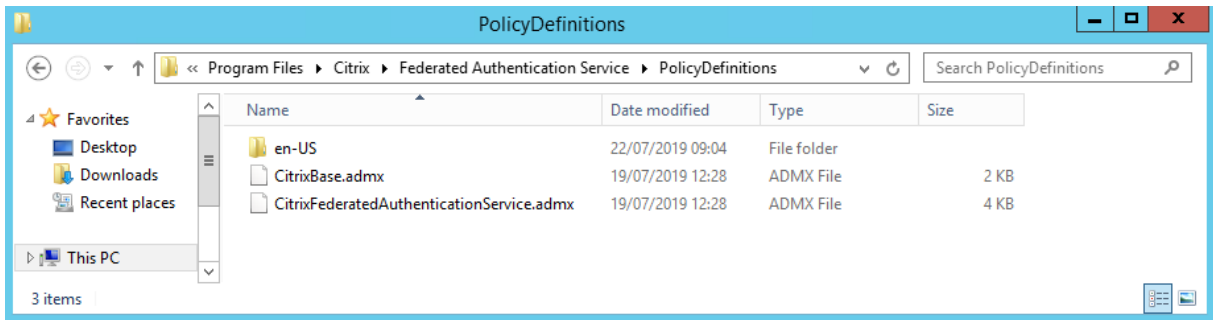 PolicyDefinitions
« Program Files ▸ Citrix ▸ Federated Authentication Service ▸ PolicyDefinitions
Search PolicyDefinitions
Favorites
Desktop
Downloads
Recent places
This PC
Name Date modified Type Size
en-US 22/07/2019 09:04 File folder
CitrixBase.admx 19/07/2019 12:28 ADMX File 2 KB
CitrixFederatedAuthenticationService.admx 19/07/2019 12:28 ADMX File 4 KB
3 items